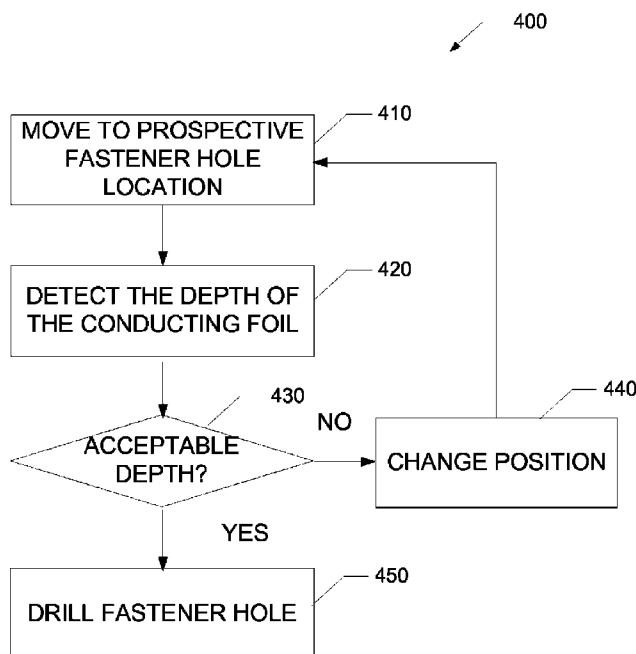 400
MOVE TO PROSPECTIVE
FASTENER HOLE
LOCATION
410
DETECT THE DEPTH OF
THE CONDUCTING FOIL
420
ACCEPTABLE
DEPTH?
430
NO
CHANGE POSITION
440
YES
DRILL FASTENER HOLE
450